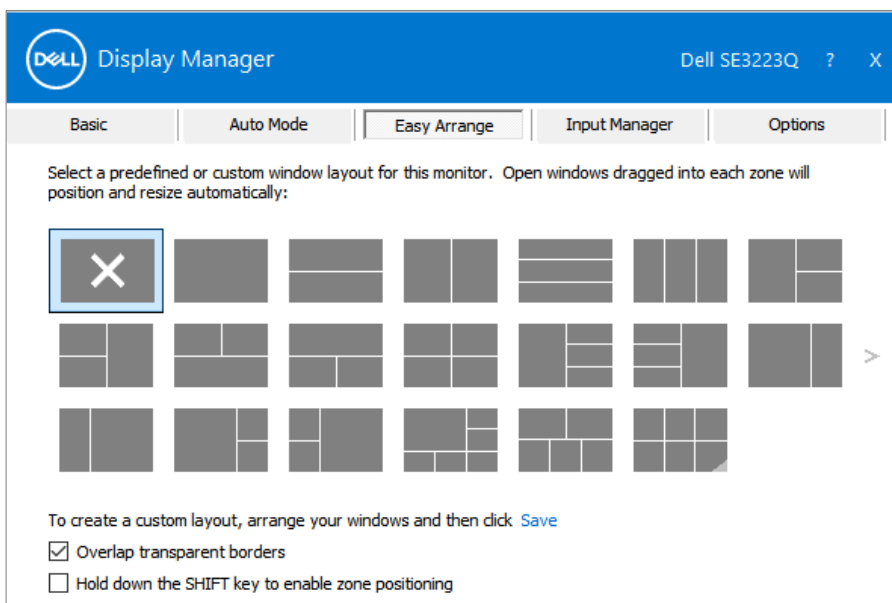 DELL Display Manager Dell SE3223Q ? X
Basic Auto Mode Easy Arrange Input Manager Options
Select a predefined or custom window layout for this monitor. Open windows dragged into each zone will
position and resize automatically:
>
To create a custom layout, arrange your windows and then click Save
Overlap transparent borders
Hold down the SHIFT key to enable zone positioning